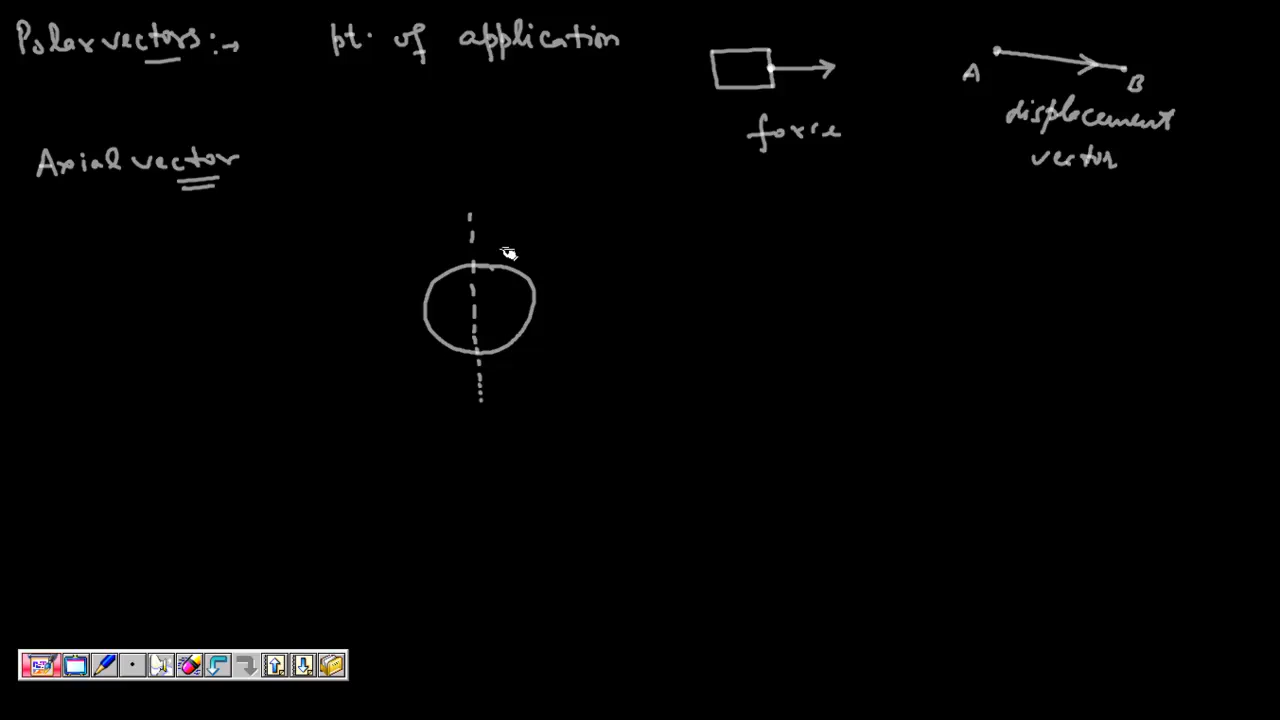 Polar vectors :→ pt. of application
force
A B
displacement
vector
Axial vector